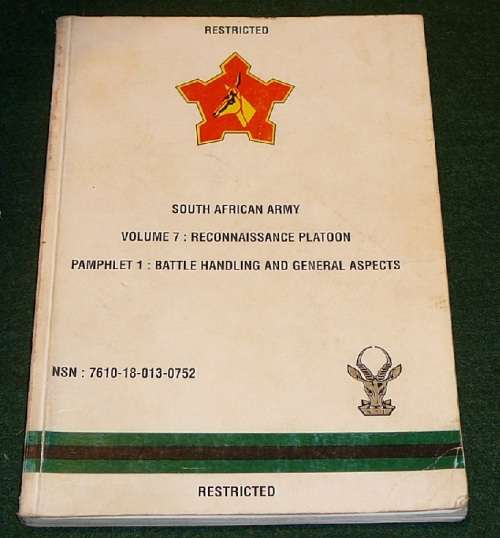 RESTRICTED
SOUTH AFRICAN ARMY
VOLUME 7 : RECONNAISSANCE PLATOON
PAMPHLET 1 : BATTLE HANDLING AND GENERAL ASPECTS
NSN : 7610-18-013-0752
RESTRICTED